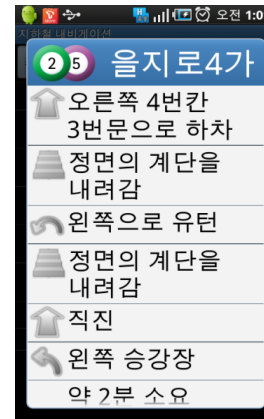 오전 1:0
지하철 내비게이션
2 5 을지로4가
오른쪽 4번칸
3번문으로 하차
정면의 계단을
내려감
왼쪽으로 유턴
정면의 계단을
내려감
직진
왼쪽 승강장
약 2분 소요